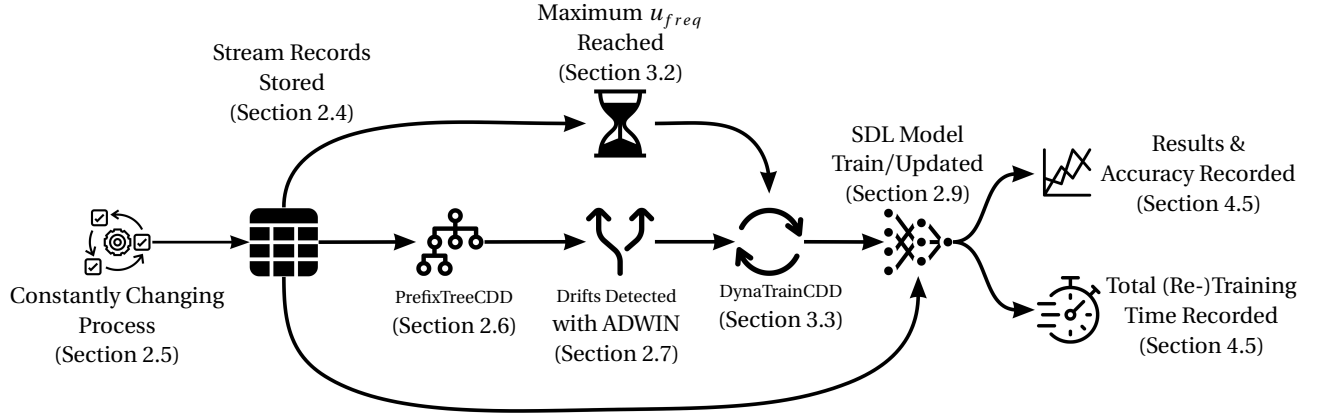 Maximum u_freq
Reached
(Section 3.2)
Stream Records
Stored
(Section 2.4)
SDL Model
Train/Updated
(Section 2.9)
Results &
Accuracy Recorded
(Section 4.5)
Constantly Changing
Process
(Section 2.5)
PrefixTreeCDD
(Section 2.6)
Drifts Detected
with ADWIN
(Section 2.7)
DynaTrainCDD
(Section 3.3)
Total (Re-)Training
Time Recorded
(Section 4.5)